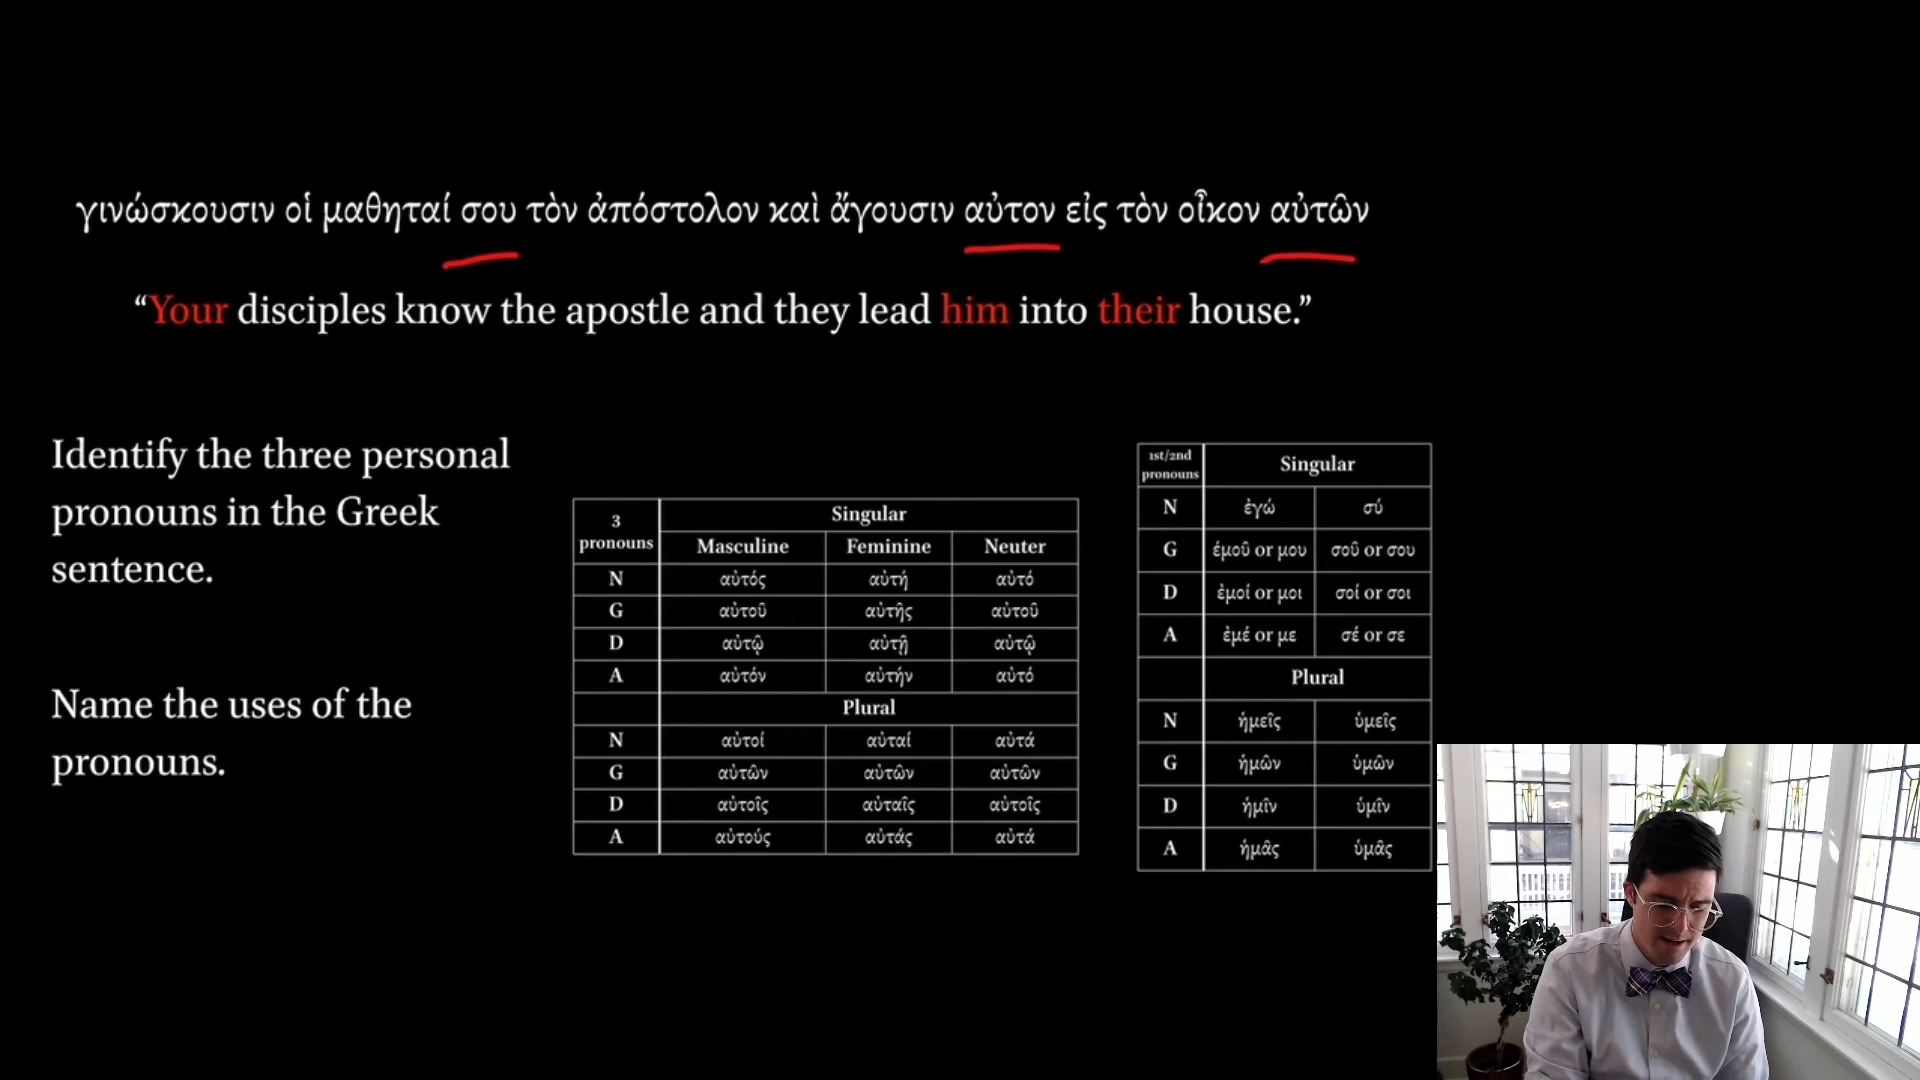 γινώσκουσιν οἱ μαθηταί σου τὸν ἀπόστολον καὶ ἄγουσιν αὐτον εἰς τὸν οἶκον αὐτῶν
“Your disciples know the apostle and they lead him into their house.”
Identify the three personal
pronouns in the Greek
sentence.
Name the uses of the
pronouns.
3 pronouns Singular
Masculine Feminine Neuter
N αὐτός αὐτή αὐτό
G αὐτοῦ αὐτῆς αὐτοῦ
D αὐτῷ αὐτῇ αὐτῷ
A αὐτόν αὐτήν αὐτό
Plural
N αὐτοί αὐταί αὐτά
G αὐτῶν αὐτῶν αὐτῶν
D αὐτοῖς αὐταῖς αὐτοῖς
A αὐτούς αὐτάς αὐτά
1st/2nd pronouns Singular
N ἐγώ σύ
G ἐμοῦ or μου σοῦ or σου
D ἐμοί or μοι σοί or σοι
A ἐμέ or με σέ or σε
Plural
N ἡμεῖς ὑμεῖς
G ἡμῶν ὑμῶν
D ἡμῖν ὑμῖν
A ἡμᾶς ὑμᾶς